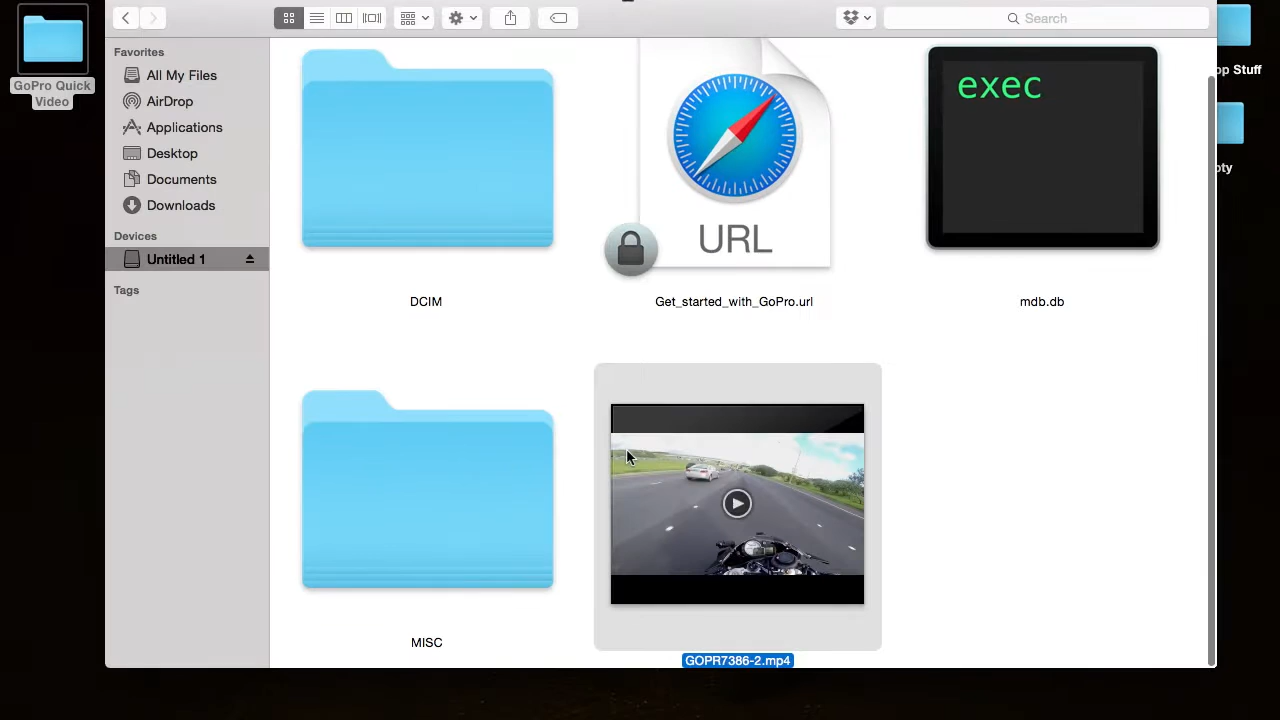 Search
GoPro Quick
Video
Favorites
All My Files
AirDrop
Applications
Desktop
Documents
Downloads
Devices
Untitled 1
Tags
exec
URL
DCIM
Get_started_with_GoPro.url
mdb.db
MISC
GOPR7386-2.mp4
op Stuff
pty